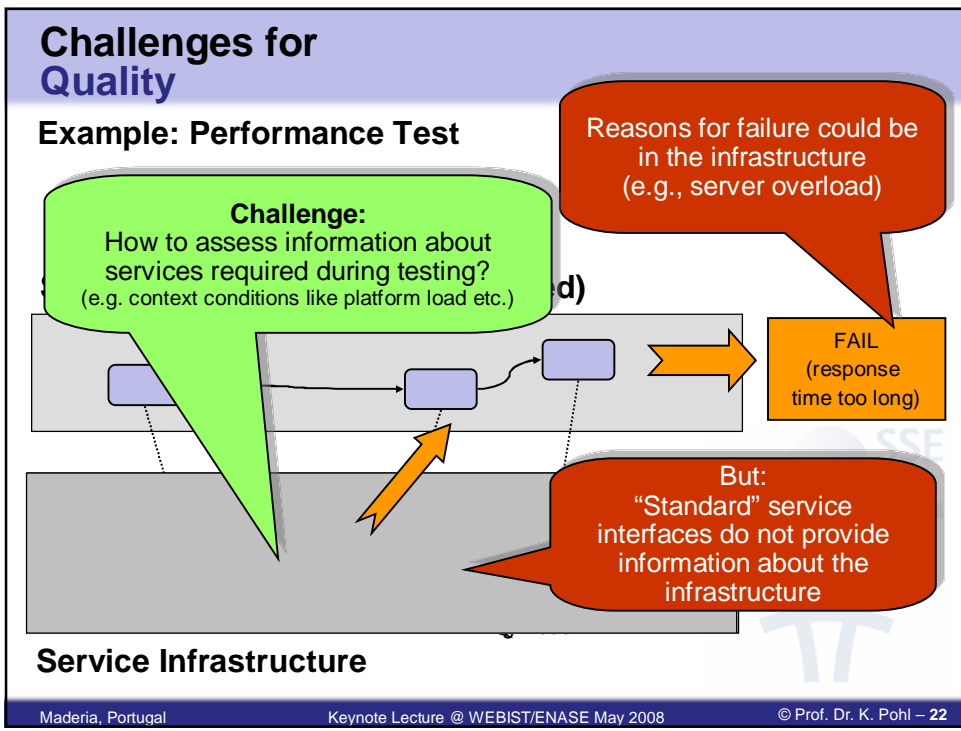 Challenges for
Quality
Example: Performance Test
Reasons for failure could be
in the infrastructure
(e.g., server overload)
Challenge:
How to assess information about
services required during testing?
(e.g. context conditions like platform load etc.)
ed)
FAIL
(response
time too long)
SSE
But:
“Standard” service
interfaces do not provide
information about the
infrastructure
Service Infrastructure
Maderia, Portugal
Keynote Lecture @ WEBIST/ENASE May 2008
© Prof. Dr. K. Pohl – 22